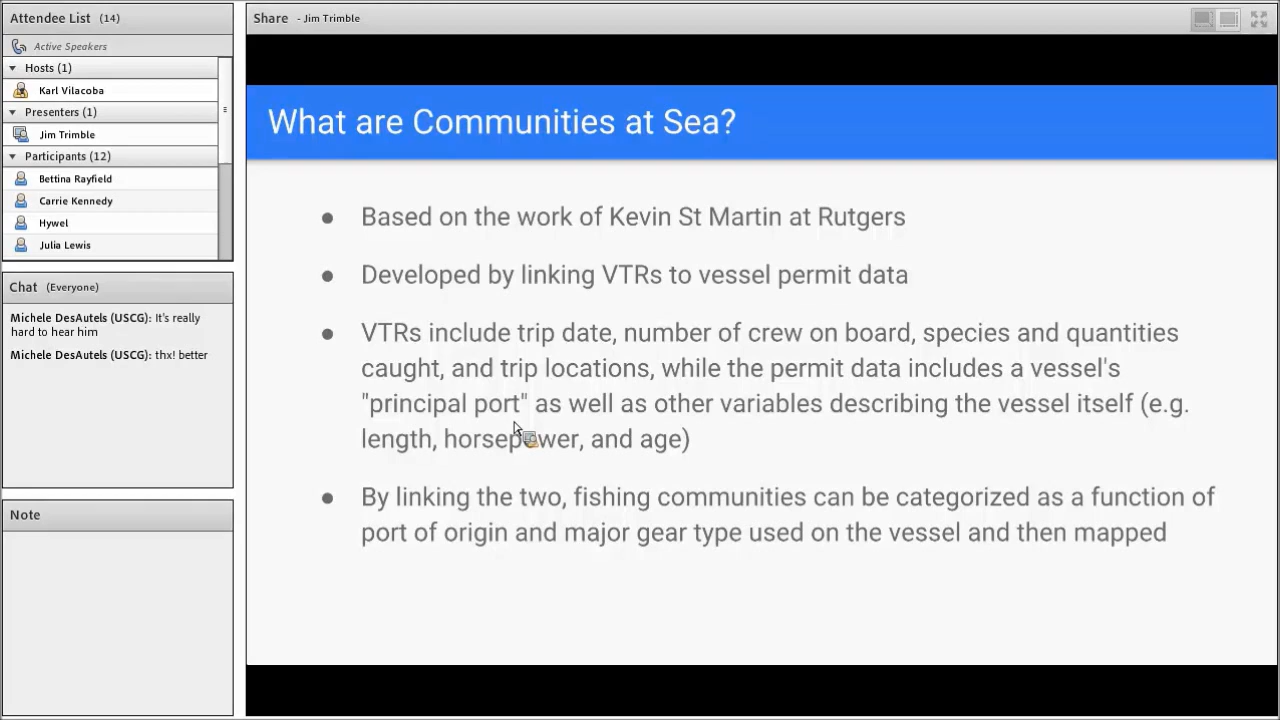 Attendee List (14)
Active Speakers
Hosts (1)
Karl Vilacoba
Presenters (1)
Jim Trimble
Participants (12)
Bettina Rayfield
Carrie Kennedy
Hywel
Julia Lewis
Chat (Everyone)
Michele DesAutels (USCG): It's really
hard to hear him
Michele DesAutels (USCG): thx! better
Note
Share - Jim Trimble
What are Communities at Sea?
● Based on the work of Kevin St Martin at Rutgers
● Developed by linking VTRs to vessel permit data
● VTRs include trip date, number of crew on board, species and quantities
caught, and trip locations, while the permit data includes a vessel's
"principal port" as well as other variables describing the vessel itself (e.g.
length, horsepower, and age)
● By linking the two, fishing communities can be categorized as a function of
port of origin and major gear type used on the vessel and then mapped